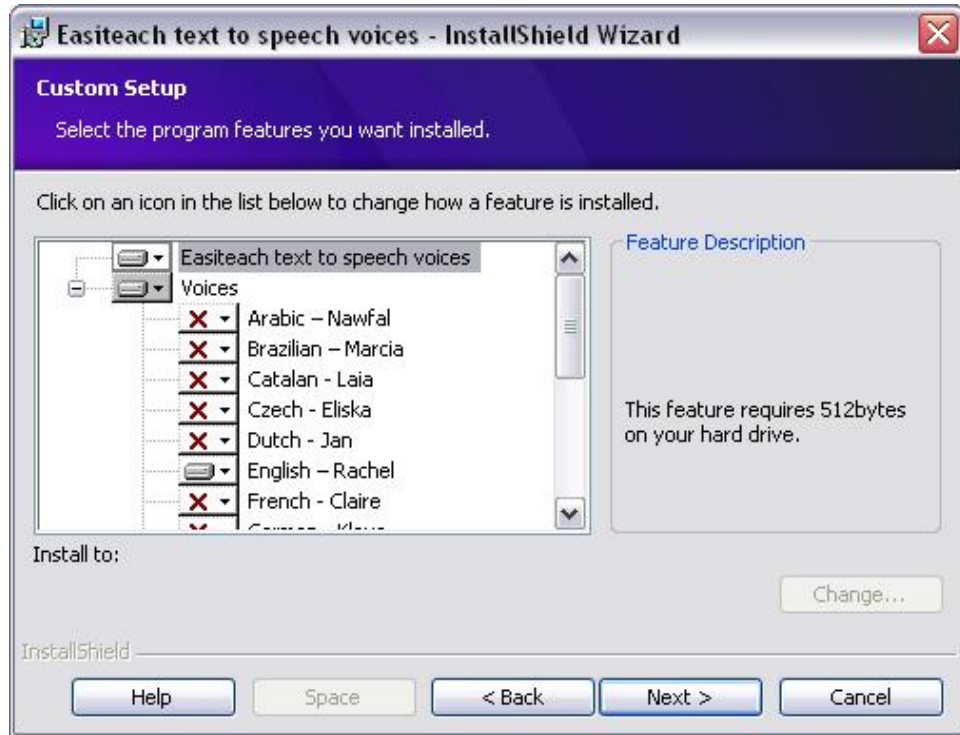 Easiteach text to speech voices - InstallShield Wizard
Custom Setup
Select the program features you want installed.
Click on an icon in the list below to change how a feature is installed.
Easiteach text to speech voices
Voices
Arabic – Nawfal
Brazilian – Marcia
Catalan - Laia
Czech - Eliska
Dutch - Jan
English – Rachel
French - Claire
Feature Description
This feature requires 512bytes
on your hard drive.
Install to:
Change...
InstallShield
Help
Space
< Back
Next >
Cancel